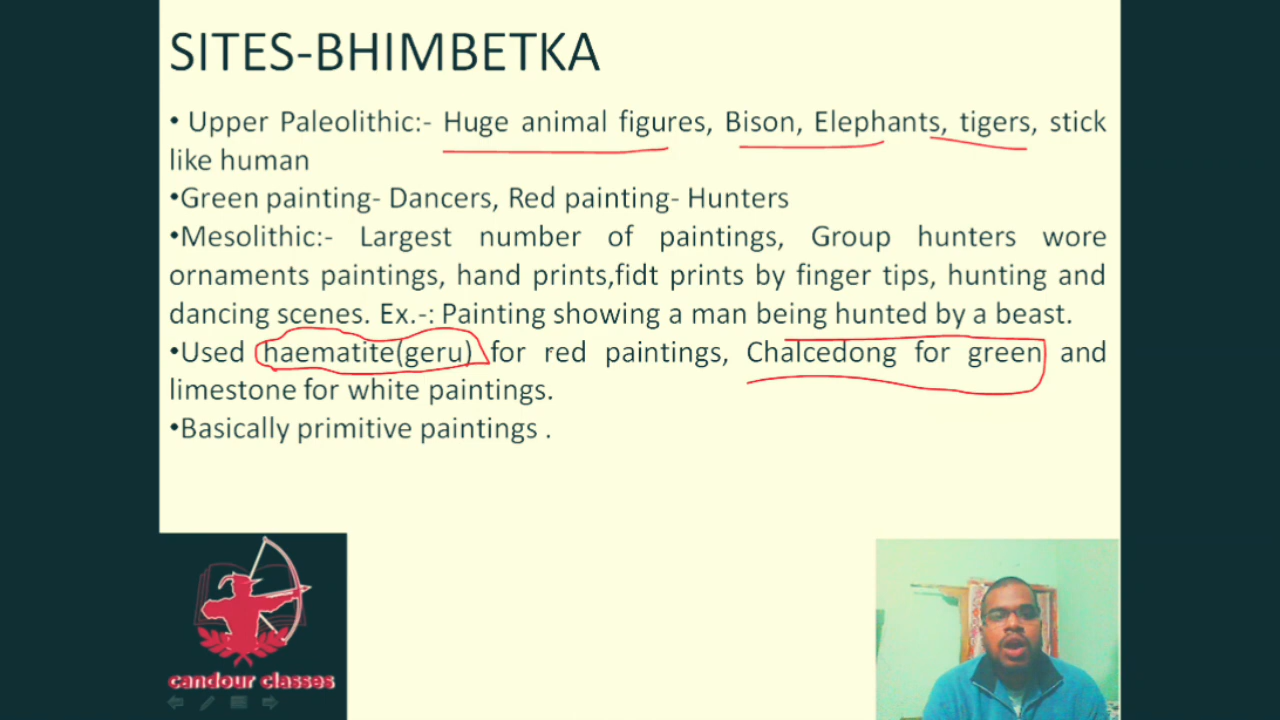 SITES-BHIMBETKA
• Upper Paleolithic:- Huge animal figures, Bison, Elephants, tigers, stick
like human
•Green painting- Dancers, Red painting- Hunters
•Mesolithic:- Largest number of paintings, Group hunters wore
ornaments paintings, hand prints,fidt prints by finger tips, hunting and
dancing scenes. Ex.-: Painting showing a man being hunted by a beast.
•Used haematite(geru) for red paintings, Chalcedong for green and
limestone for white paintings.
•Basically primitive paintings .
candour classes